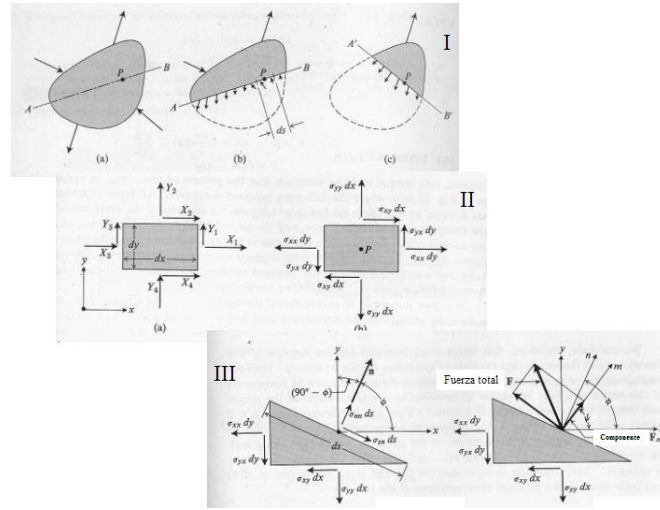 I
A
B
P
(a)
A
B
P
ds
(b)
A'
B'
P
(c)
II
Y₂
X₂
Y₃
X₃
dy
dx
Y₁
X₁
Y₄
X₄
y
x
(a)
σyy dx
σxy dx
σxx dy
σyx dy
P
σyx dy
σxx dy
σxy dx
σyy dx
(b)
III
y
n
(90° − ϕ)
σnn ds
σxx dy
σyx dy
ds
σtn ds
x
σxy dx
σyy dx
y
n
m
Fuerza total
F
σxx dy
σyx dy
Componente
σxy dx
σyy dx